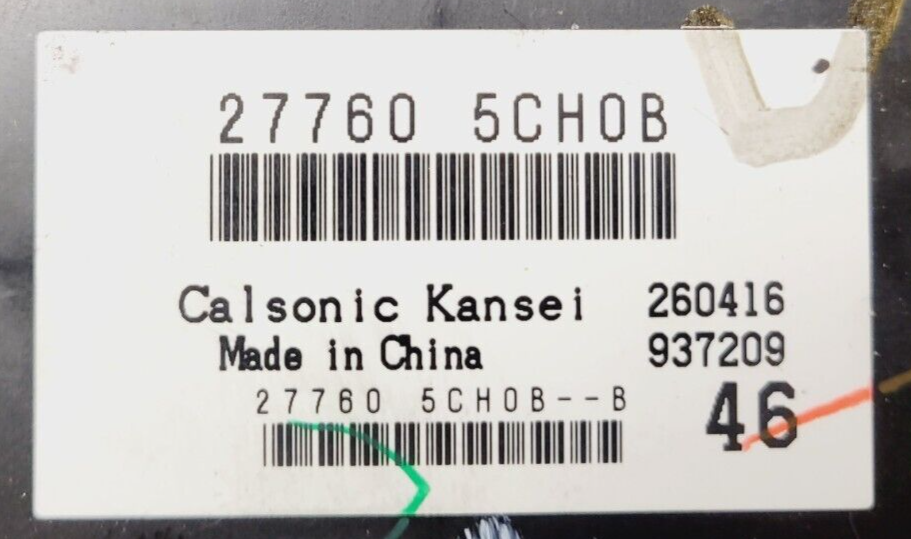 27760 5CH0B
Calsonic Kansei 260416
Made in China 937209
27760 5CH0B--B
46